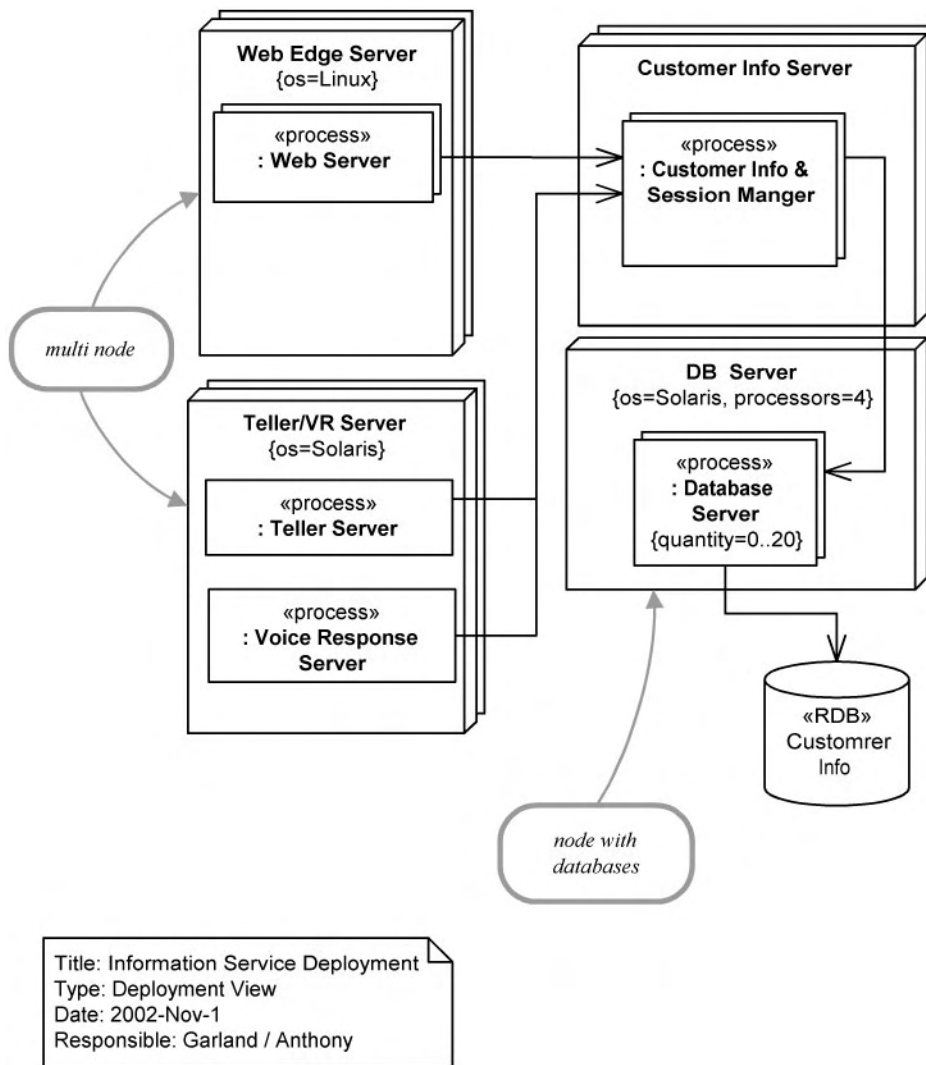 Web Edge Server
{os=Linux}
«process»
: Web Server
Customer Info Server
«process»
: Customer Info &
Session Manger
multi node
DB Server
{os=Solaris, processors=4}
«process»
: Database
Server
{quantity=0..20}
Teller/VR Server
{os=Solaris}
«process»
: Teller Server
«process»
: Voice Response
Server
«RDB»
Customrer
Info
node with
databases
Title: Information Service Deployment
Type: Deployment View
Date: 2002-Nov-1
Responsible: Garland / Anthony